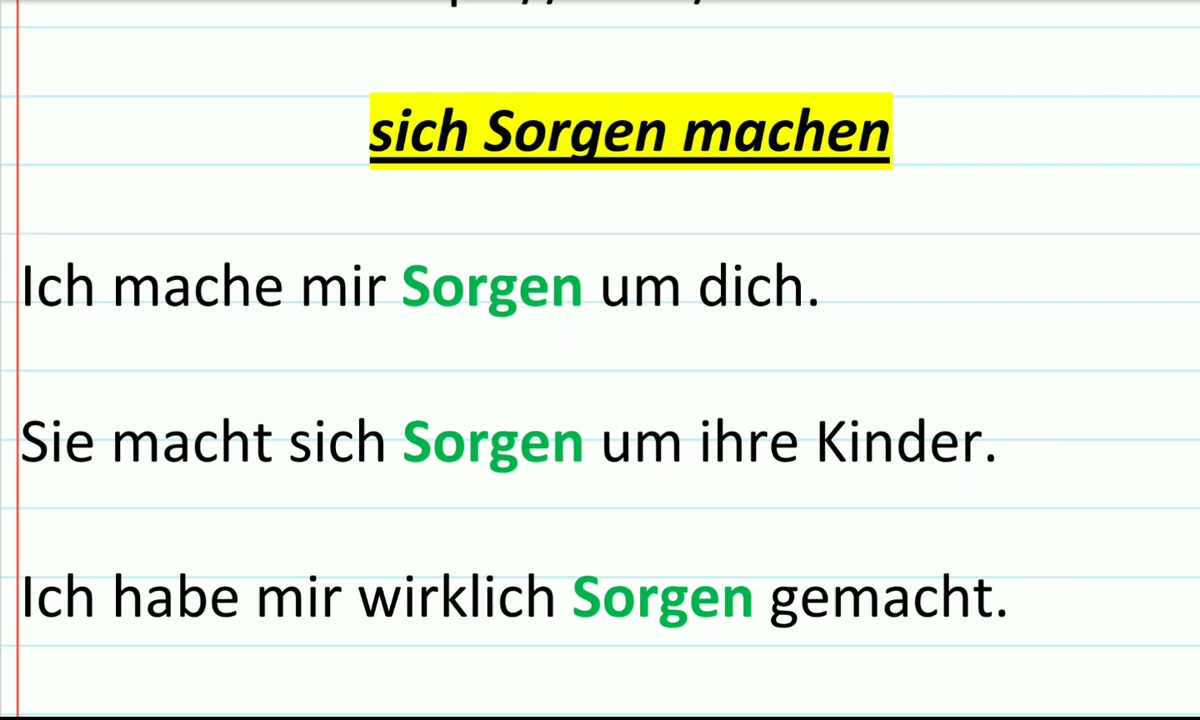 sich Sorgen machen
Ich mache mir Sorgen um dich.
Sie macht sich Sorgen um ihre Kinder.
Ich habe mir wirklich Sorgen gemacht.